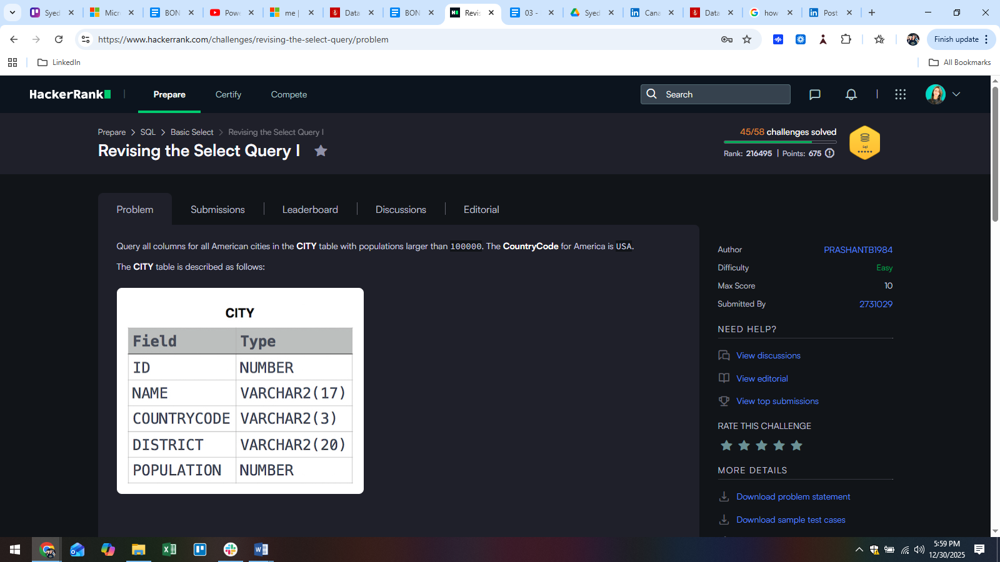 Syed
Micr
BON
Powe
me |
Data
BON
Revis
03 -
Syed
Cana
Data
how
Post
https://www.hackerrank.com/challenges/revising-the-select-query/problem
Finish update
LinkedIn
All Bookmarks
HackerRank
Prepare
Certify
Compete
Search
Prepare > SQL > Basic Select > Revising the Select Query I
45/58 challenges solved
Revising the Select Query I
Rank: 216495 | Points: 675
Sql
Problem
Submissions
Leaderboard
Discussions
Editorial
Query all columns for all American cities in the CITY table with populations larger than 100000. The CountryCode for America is USA.
The CITY table is described as follows:
CITY
Field Type
ID NUMBER
NAME VARCHAR2(17)
COUNTRYCODE VARCHAR2(3)
DISTRICT VARCHAR2(20)
POPULATION NUMBER
Author PRASHANTB1984
Difficulty Easy
Max Score 10
Submitted By 2731029
NEED HELP?
View discussions
View editorial
View top submissions
RATE THIS CHALLENGE
MORE DETAILS
Download problem statement
Download sample test cases
5:59 PM
12/30/2025